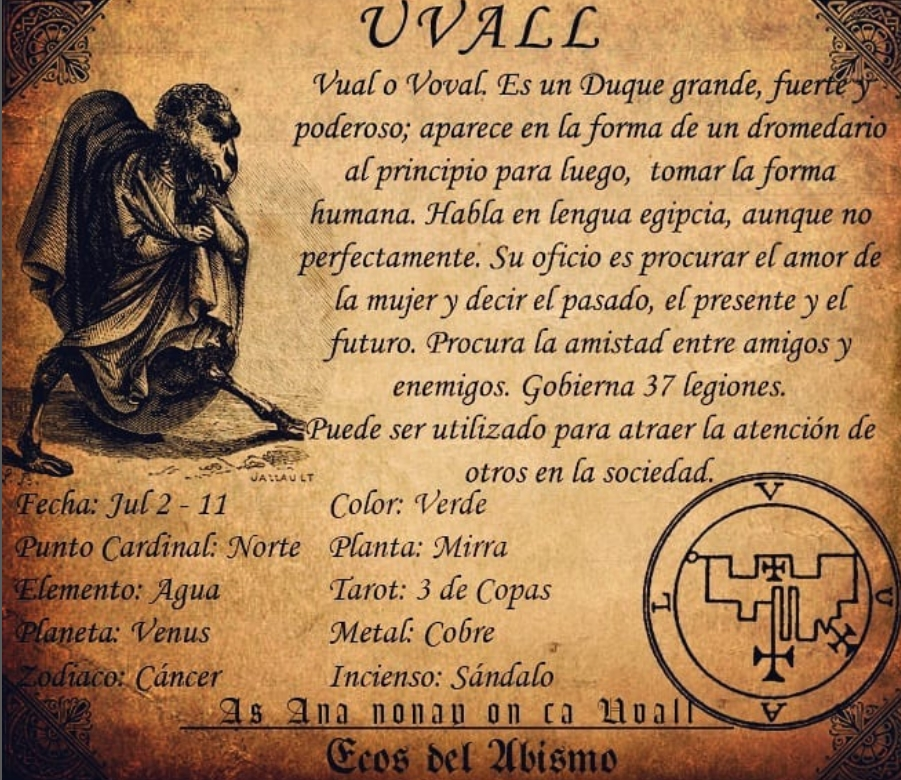 UVALL
Vual o Voval. Es un Duque grande, fuerte y
poderoso; aparece en la forma de un dromedario
al principio para luego, tomar la forma
humana. Habla en lengua egipcia, aunque no
perfectamente. Su oficio es procurar el amor de
la mujer y decir el pasado, el presente y el
futuro. Procura la amistad entre amigos y
enemigos. Gobierna 37 legiones.
Puede ser utilizado para atraer la atención de
otros en la sociedad.
JALLAULT
Fecha: Jul 2 - 11
Punto Cardinal: Norte
Elemento: Agua
Planeta: Venus
Zodiaco: Cáncer
Color: Verde
Planta: Mirra
Tarot: 3 de Copas
Metal: Cobre
Incienso: Sándalo
V
U
A
L
As Ana nonap on ca Uvall
Ecos del Abismo